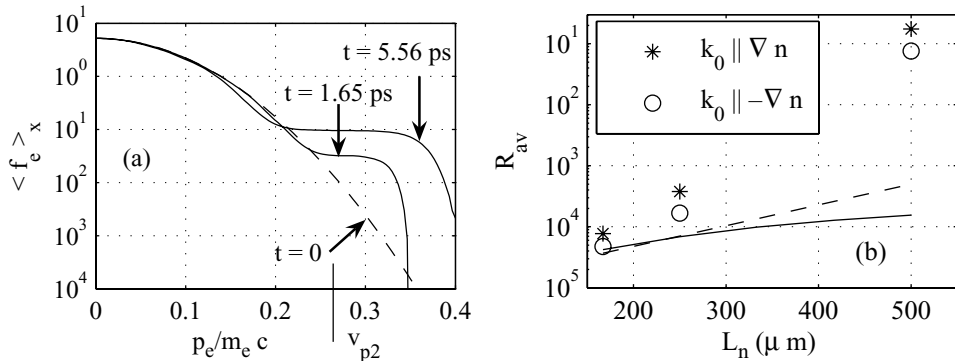 10^1
10^0
10^1
10^2
10^3
10^4
< f_e >_x
(a)
t = 5.56 ps
t = 1.65 ps
t = 0
0
0.1
0.2
0.3
0.4
p_e/m_e c
v_p2
10^1
10^2
10^3
10^4
10^5
R_av
k_0 || ∇ n
k_0 || −∇ n
(b)
200
300
400
500
L_n (μ m)